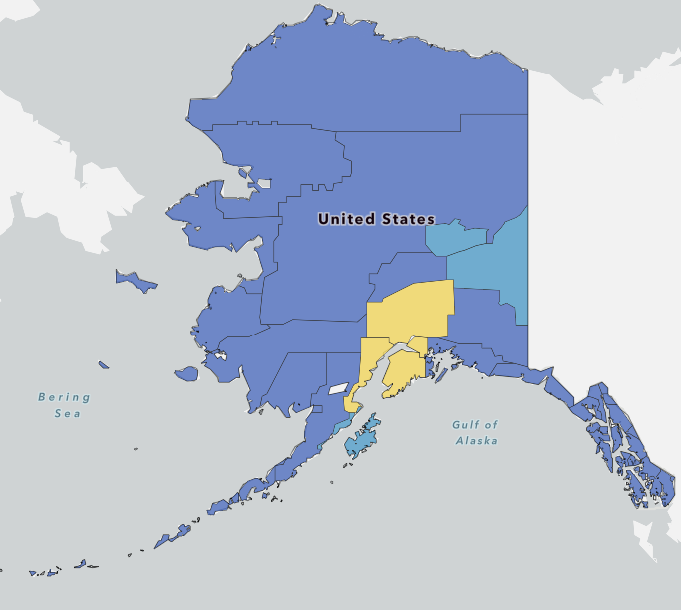 United States
Bering
Sea
Gulf of
Alaska